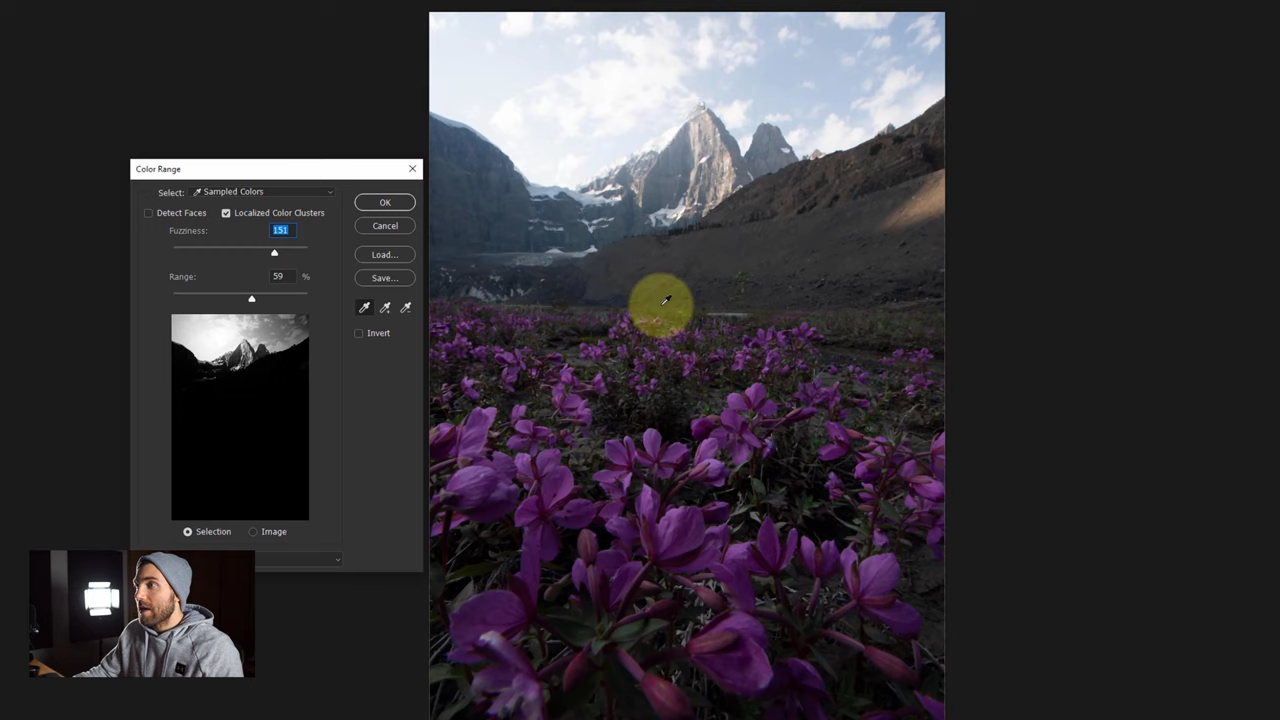 Color Range
Select: Sampled Colors
Detect Faces Localized Color Clusters
Fuzziness: 151
Range: 59 %
OK
Cancel
Load...
Save...
Invert
Selection Image